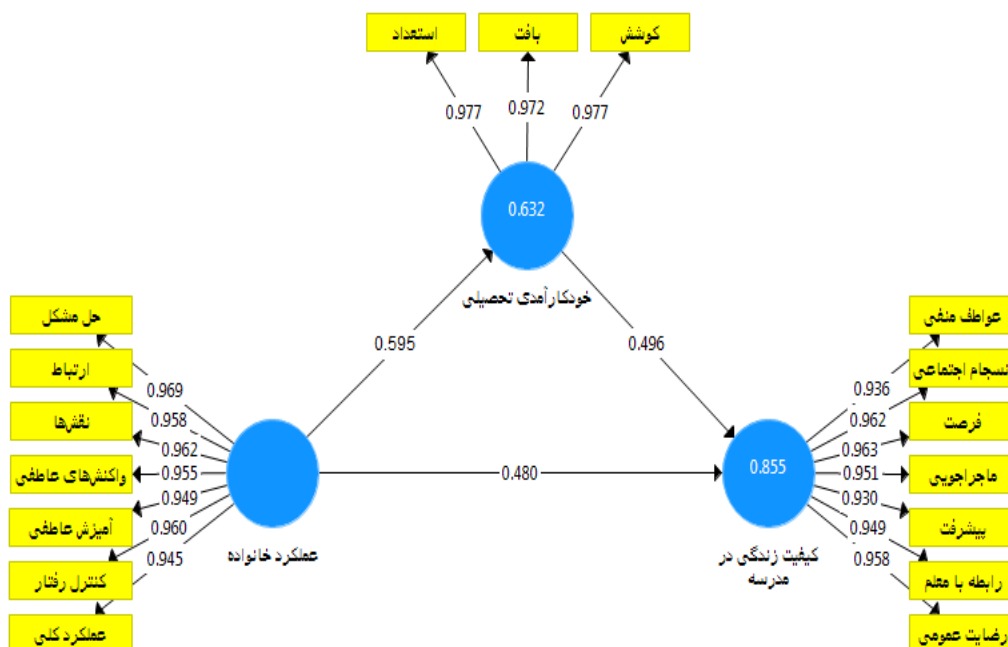 استعداد
بافت
کوشش
0.977
0.972
0.977
0.632
خودکارآمدی تحصیلی
0.595
0.496
حل مشکل
ارتباط
نقش‌ها
واکنش‌های عاطفی
آمیزش عاطفی
کنترل رفتار
عملکرد کلی
0.969
0.958
0.962
0.955
0.949
0.960
0.945
عملکرد خانواده
0.480
0.855
کیفیت زندگی در
مدرسه
0.936
0.962
0.963
0.951
0.930
0.949
0.958
عواطف منفی
نسجام اجتماعی
فرصت
ماجراجویی
پیشرفت
رابطه با معلم
رضایت عمومی